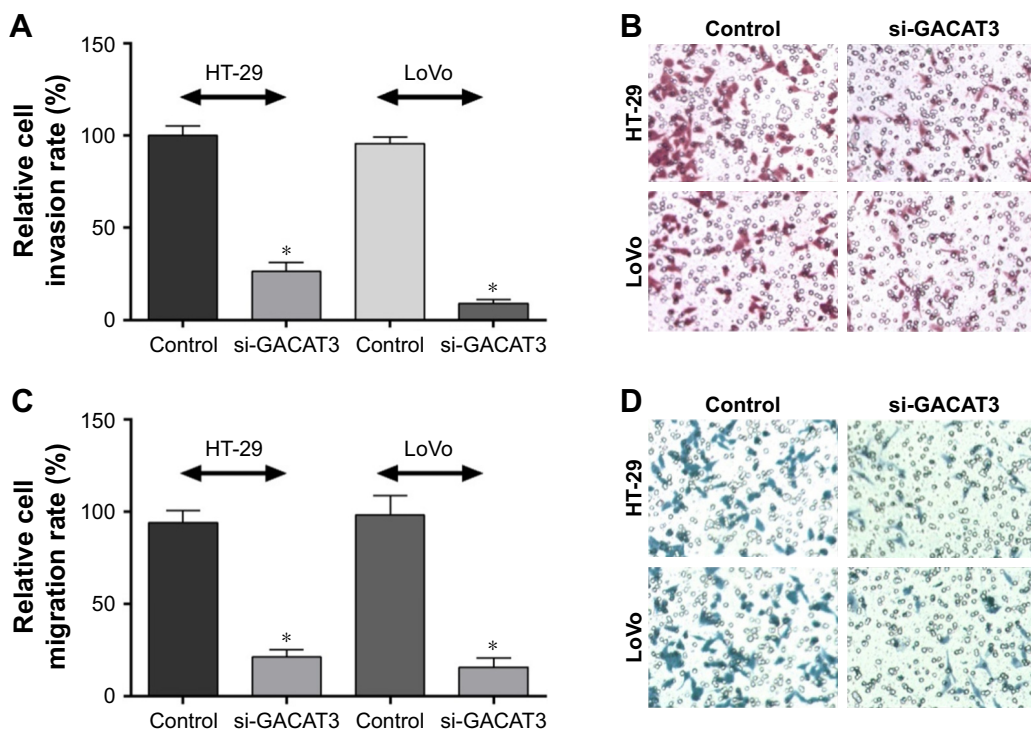 A
Relative cell
invasion rate (%)
150
100
50
0
HT-29
LoVo
*
*
Control
si-GACAT3
Control
si-GACAT3
B
Control
si-GACAT3
HT-29
LoVo
C
Relative cell
migration rate (%)
150
100
50
0
HT-29
LoVo
*
*
Control
si-GACAT3
Control
si-GACAT3
D
Control
si-GACAT3
HT-29
LoVo